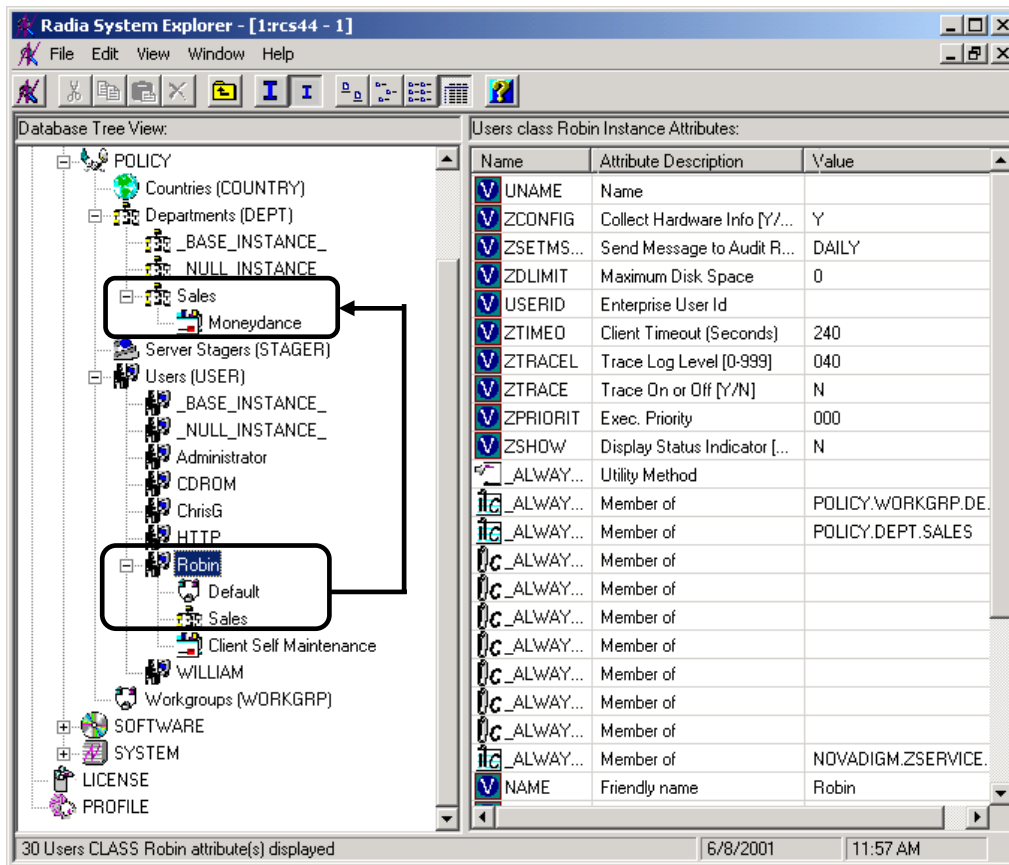 Radia System Explorer - [1:rcs44 - 1]
File Edit View Window Help
Database Tree View:
POLICY
Countries (COUNTRY)
Departments (DEPT)
_BASE_INSTANCE_
_NULL_INSTANCE_
Sales
Moneydance
Server Stagers (STAGER)
Users (USER)
_BASE_INSTANCE_
_NULL_INSTANCE_
Administrator
CDROM
ChrisG
HTTP
Robin
Default
Sales
Client Self Maintenance
WILLIAM
Workgroups (WORKGRP)
SOFTWARE
SYSTEM
LICENSE
PROFILE
Users class Robin Instance Attributes:
Name Attribute Description Value
V UNAME Name
V ZCONFIG Collect Hardware Info [Y/... Y
V ZSETMS... Send Message to Audit R... DAILY
V ZDLIMIT Maximum Disk Space 0
V USERID Enterprise User Id
V ZTIMEO Client Timeout (Seconds) 240
V ZTRACEL Trace Log Level [0-999] 040
V ZTRACE Trace On or Off [Y/N] N
V ZPRIORIT Exec. Priority 000
V ZSHOW Display Status Indicator [... N
_ALWAY... Utility Method
_ALWAY... Member of POLICY.WORKGRP.DE.
_ALWAY... Member of POLICY.DEPT.SALES
_ALWAY... Member of
_ALWAY... Member of
_ALWAY... Member of
_ALWAY... Member of
_ALWAY... Member of
_ALWAY... Member of
_ALWAY... Member of
_ALWAY... Member of NOVADIGM.ZSERVICE.
V NAME Friendly name Robin
30 Users CLASS Robin attribute(s) displayed 6/8/2001 11:57 AM